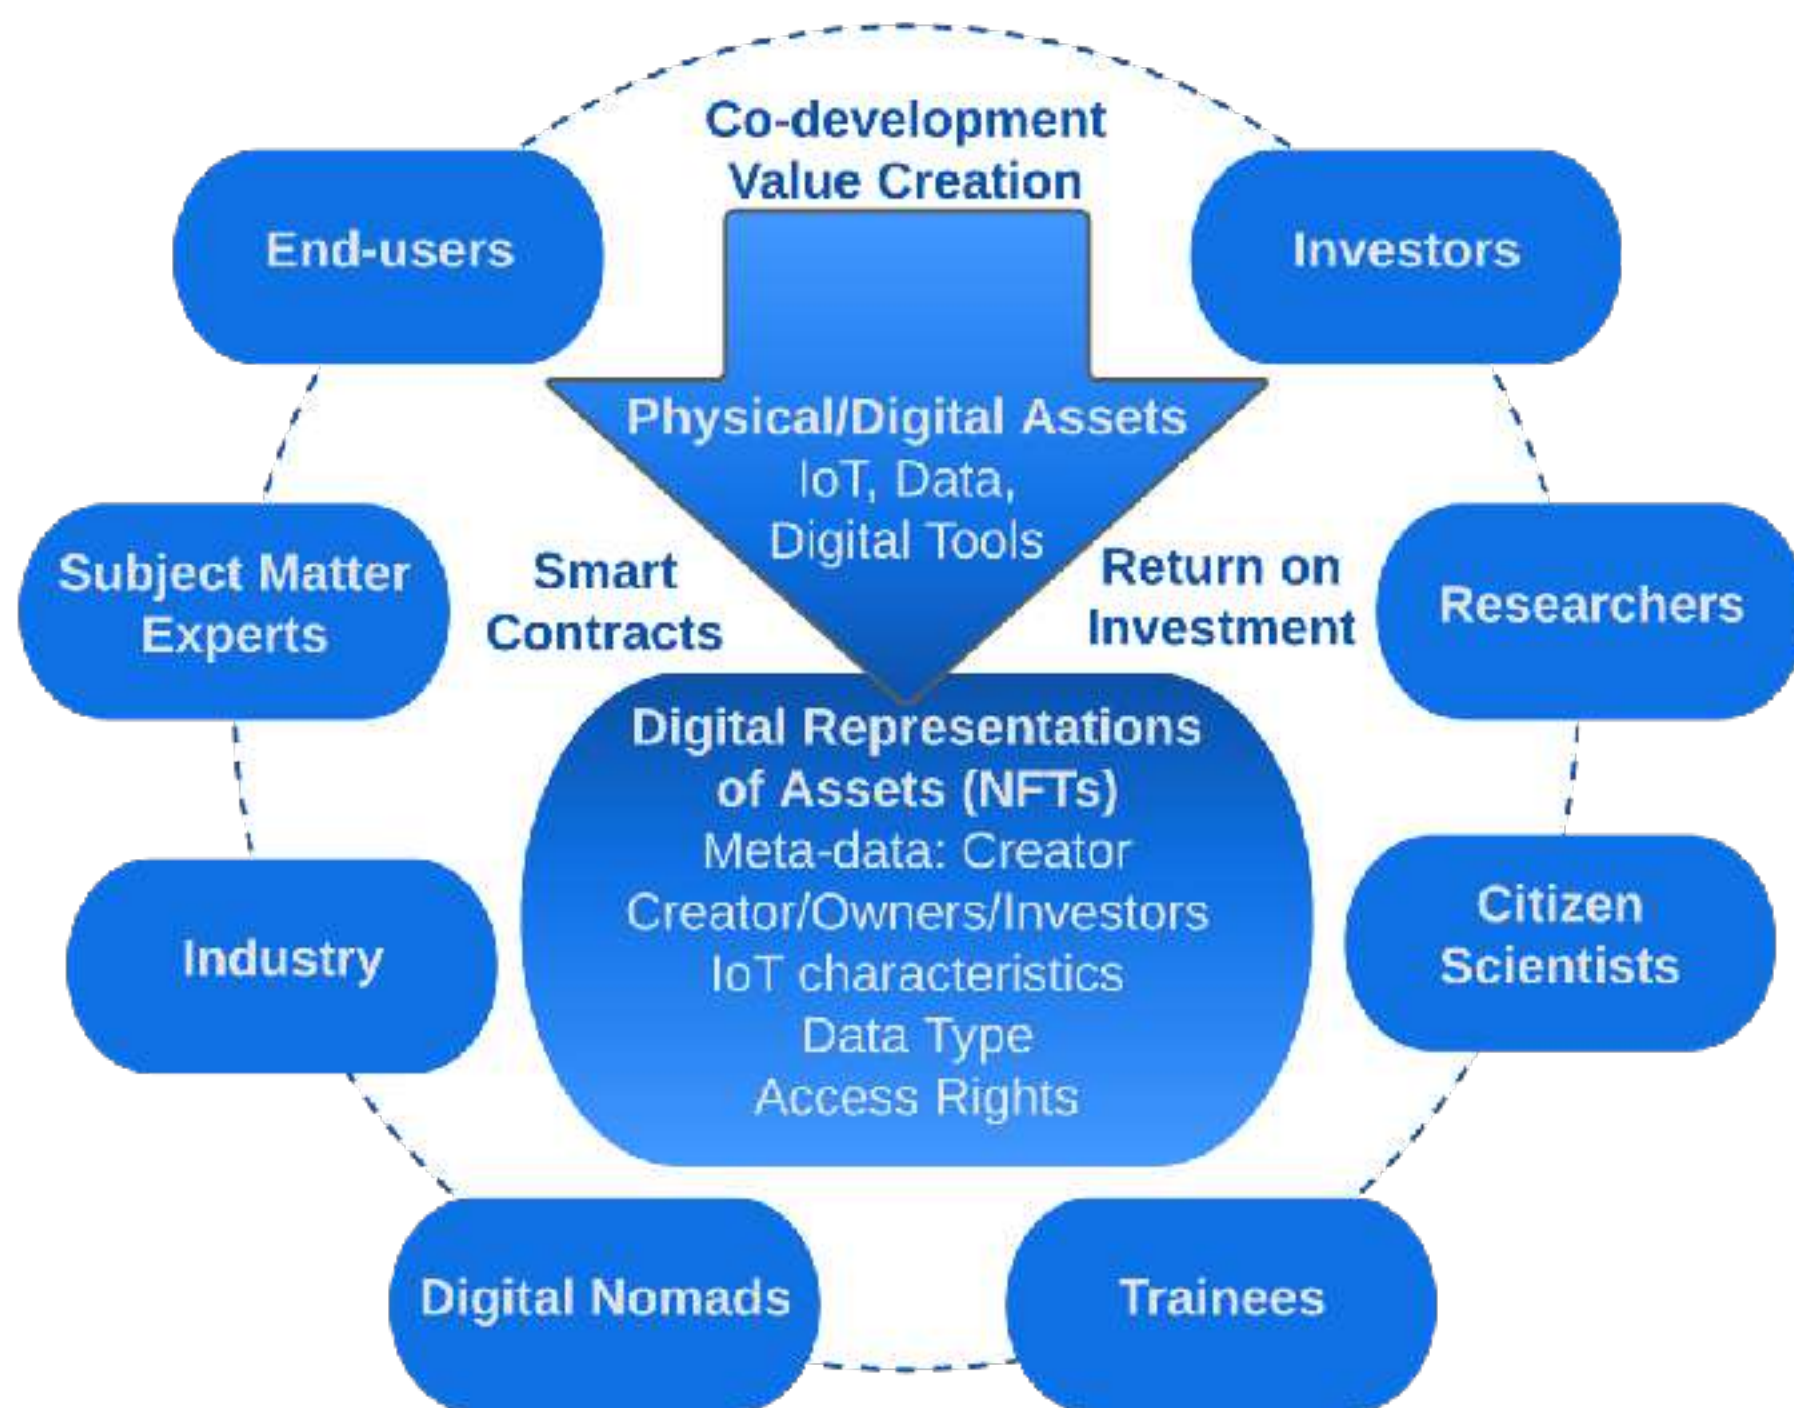 Co-development
Value Creation
End-users
Investors
Physical/Digital Assets
IoT, Data,
Digital Tools
Subject Matter
Experts
Smart
Contracts
Return on
Investment
Researchers
Digital Representations
of Assets (NFTs)
Meta-data: Creator
Creator/Owners/Investors
IoT characteristics
Data Type
Access Rights
Industry
Citizen
Scientists
Digital Nomads
Trainees